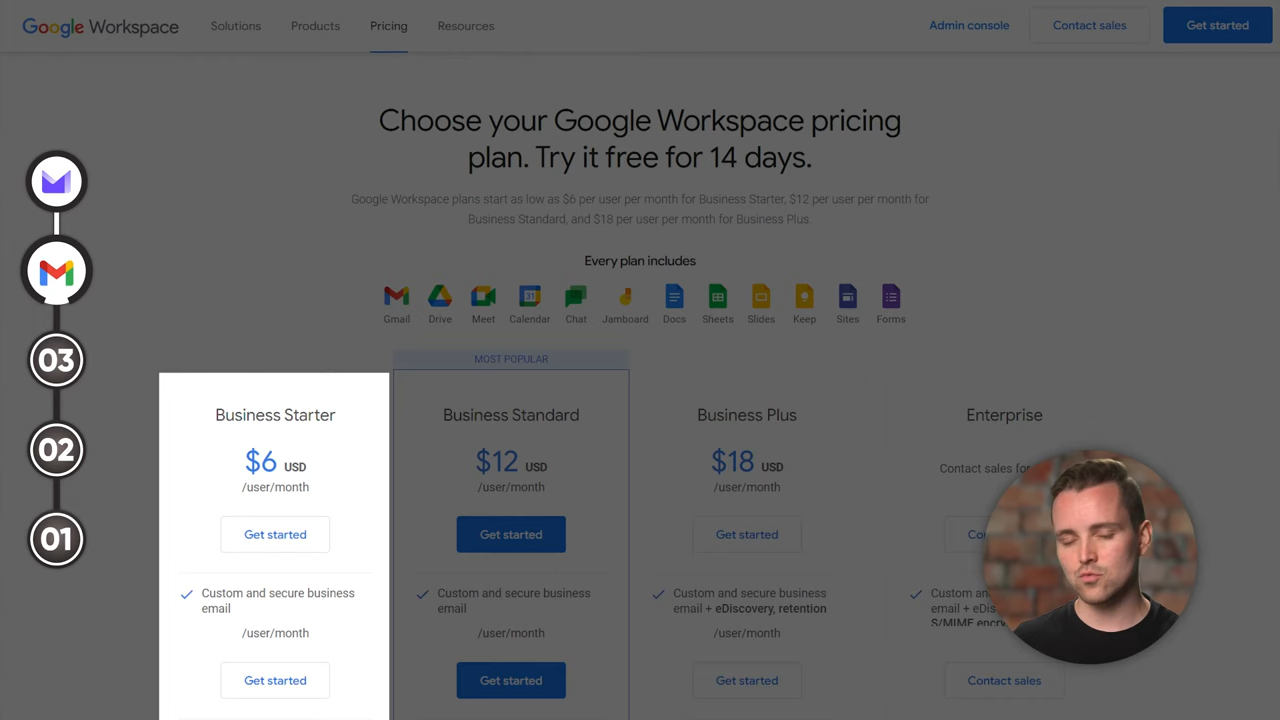 Google Workspace
Solutions
Products
Pricing
Resources
Admin console
Contact sales
Get started
Choose your Google Workspace pricing
plan. Try it free for 14 days.
Google Workspace plans start as low as $6 per user per month for Business Starter, $12 per user per month for
Business Standard, and $18 per user per month for Business Plus.
Every plan includes
Gmail
Drive
Meet
31
Calendar
Chat
Jamboard
Docs
Sheets
Slides
Keep
Sites
Forms
03
02
01
Business Starter
$6 USD
/user/month
Get started
Custom and secure business
email
/user/month
Get started
MOST POPULAR
Business Standard
$12 USD
/user/month
Get started
Custom and secure business
email
/user/month
Get started
Business Plus
$18 USD
/user/month
Get started
Custom and secure business
email + eDiscovery, retention
/user/month
Get started
Enterprise
Contact sales for
Contact sales